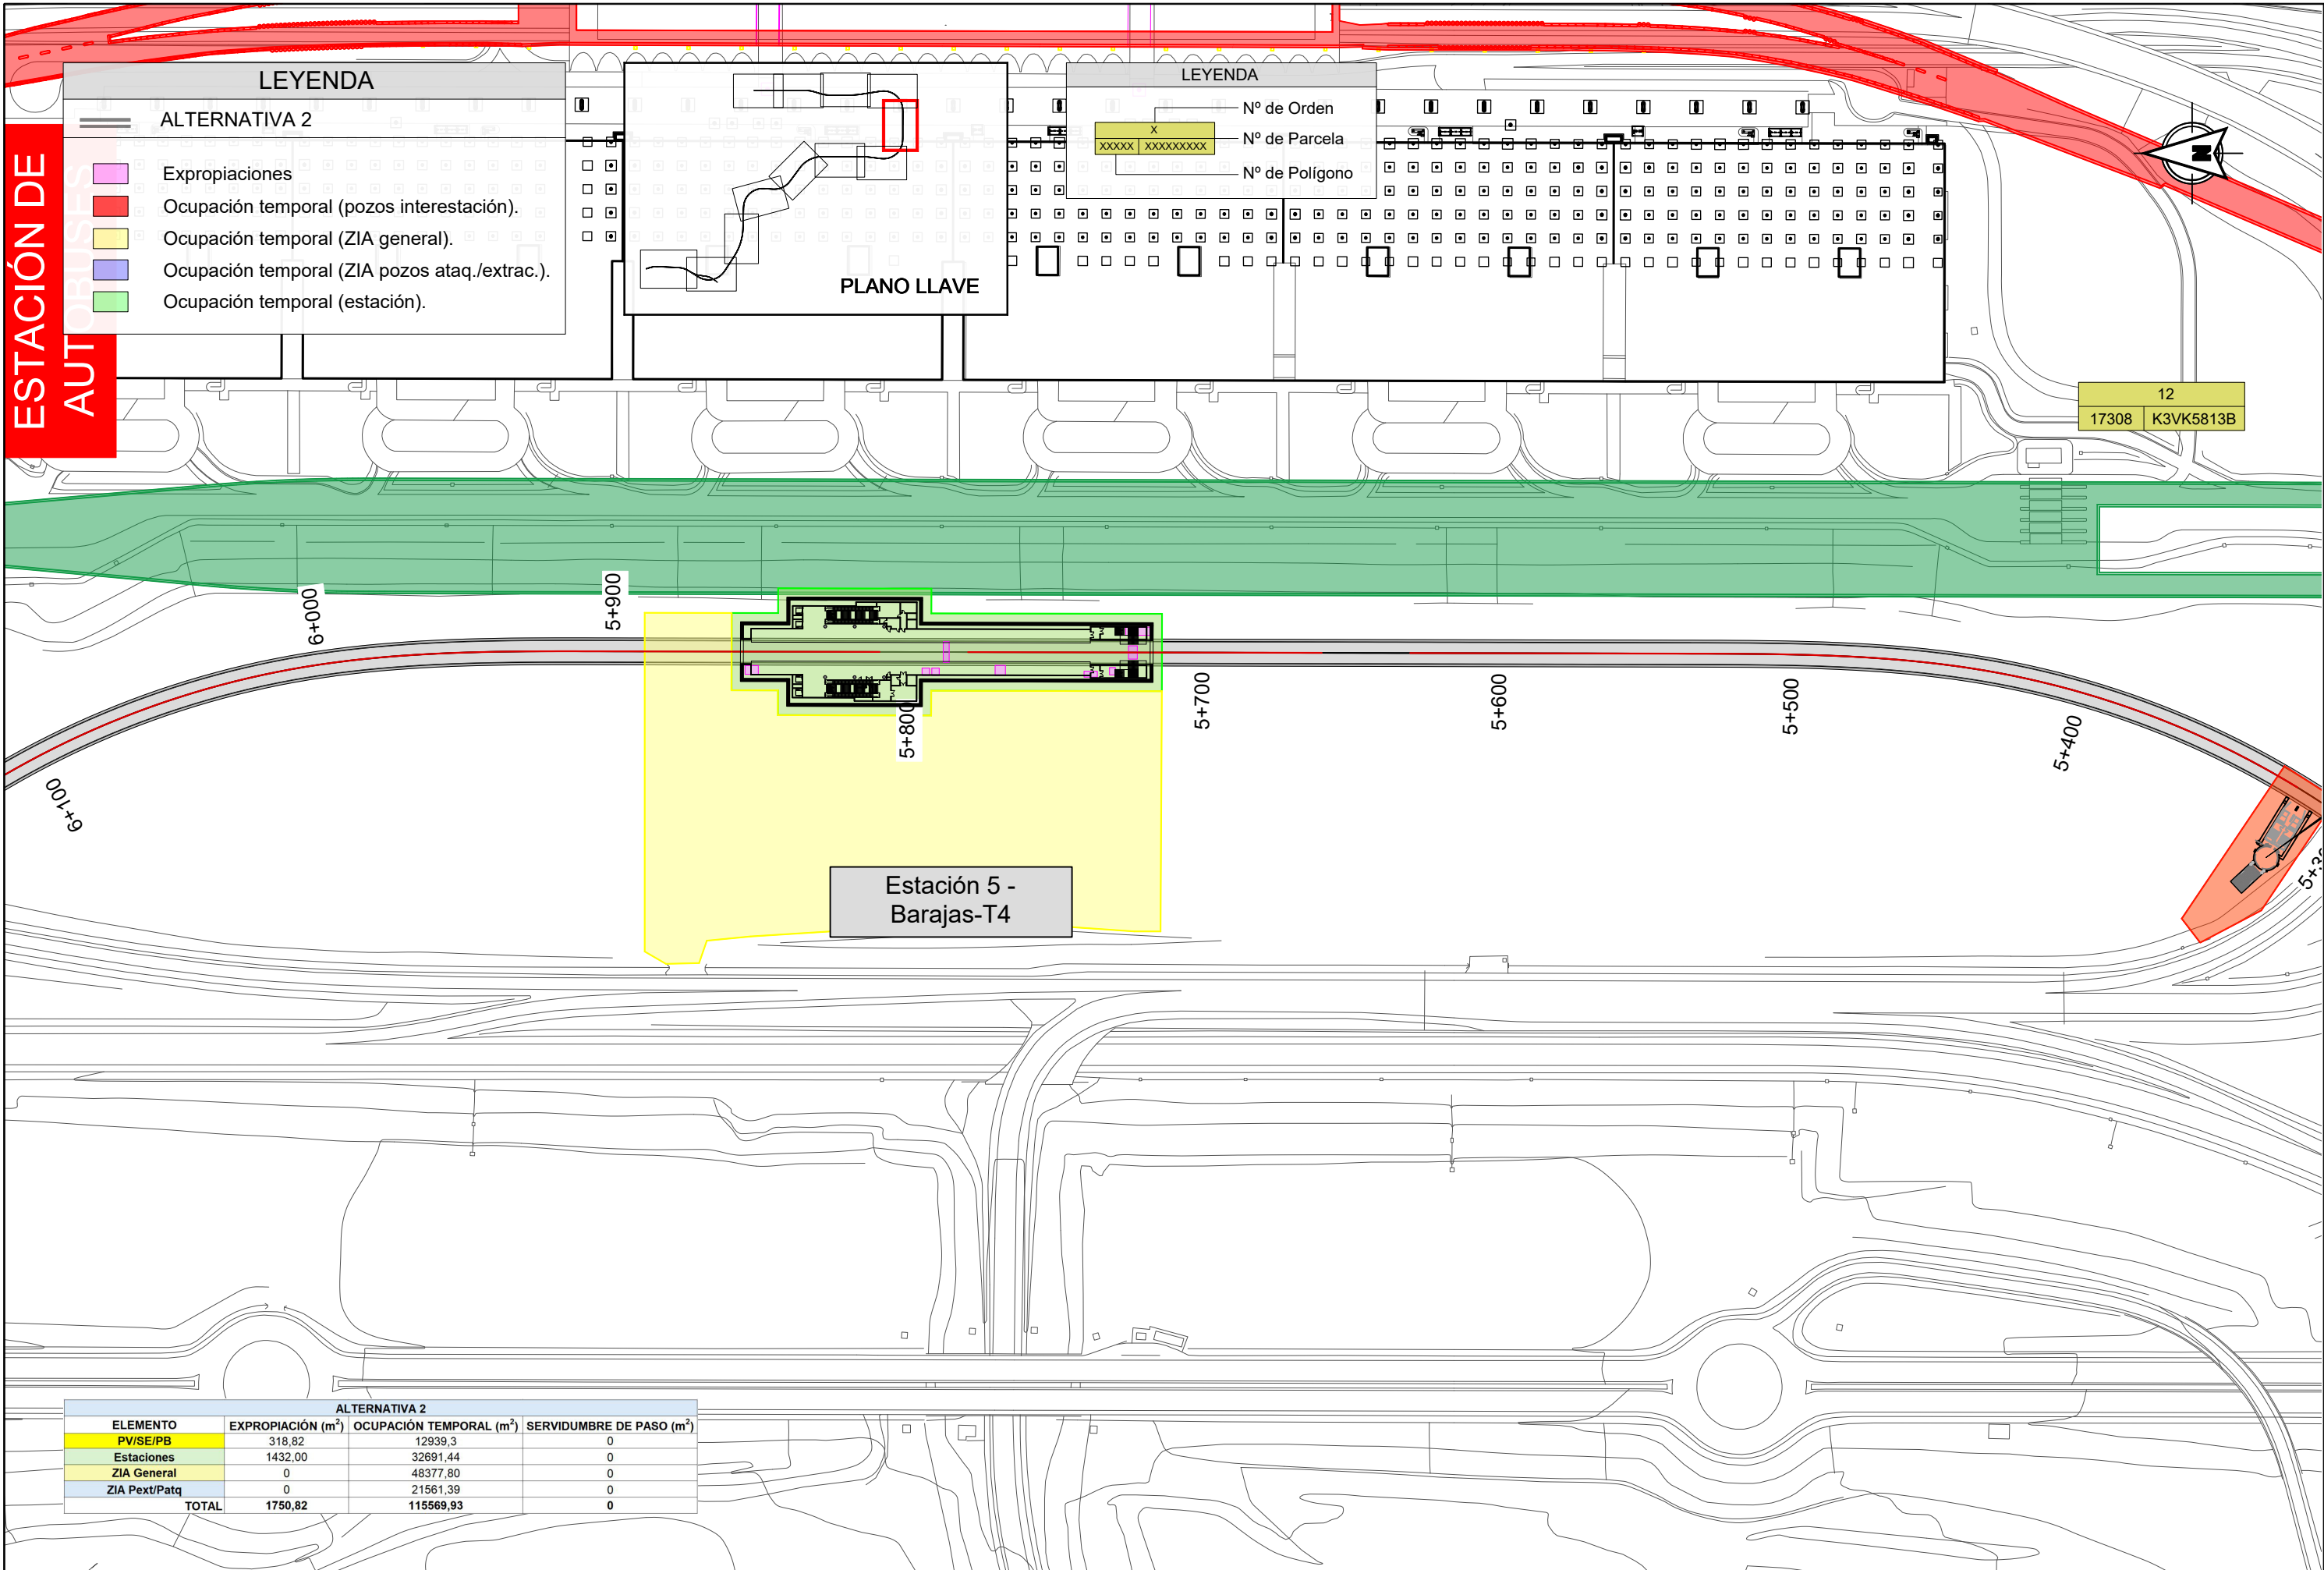 LEYENDA
ALTERNATIVA 2
Expropiaciones
Ocupación temporal (pozos interestación).
Ocupación temporal (ZIA general).
Ocupación temporal (ZIA pozos ataq./extrac.).
Ocupación temporal (estación).
ESTACIÓN DE
AUTOBUSES
PLANO LLAVE
LEYENDA
Nº de Orden
X
Nº de Parcela
XXXXX XXXXXXXXX
Nº de Polígono
N
12
17308 K3VK5813B
6+100
6+000
5+900
5+800
5+700
5+600
5+500
5+400
Estación 5 -
Barajas-T4
ALTERNATIVA 2
ELEMENTO EXPROPIACIÓN (m²) OCUPACIÓN TEMPORAL (m²) SERVIDUMBRE DE PASO (m²)
PV/SE/PB 318,82 12939,3 0
Estaciones 1432,00 32691,44 0
ZIA General 0 48377,80 0
ZIA Pext/Patq 0 21561,39 0
TOTAL 1750,82 115569,93 0